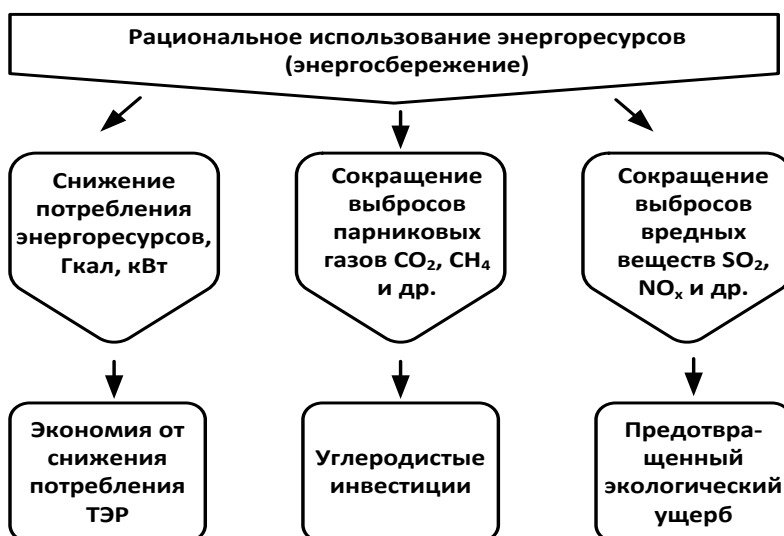 Рациональное использование энергоресурсов
(энергосбережение)
Снижение
потребления
энергоресурсов,
Гкал, кВт
Сокращение
выбросов
парниковых
газов CO₂, CH₄
и др.
Сокращение
выбросов
вредных
веществ SO₂,
NOₓ и др.
Экономия от
снижения
потребления
ТЭР
Углеродистые
инвестиции
Предотвра-
щенный
экологический
ущерб